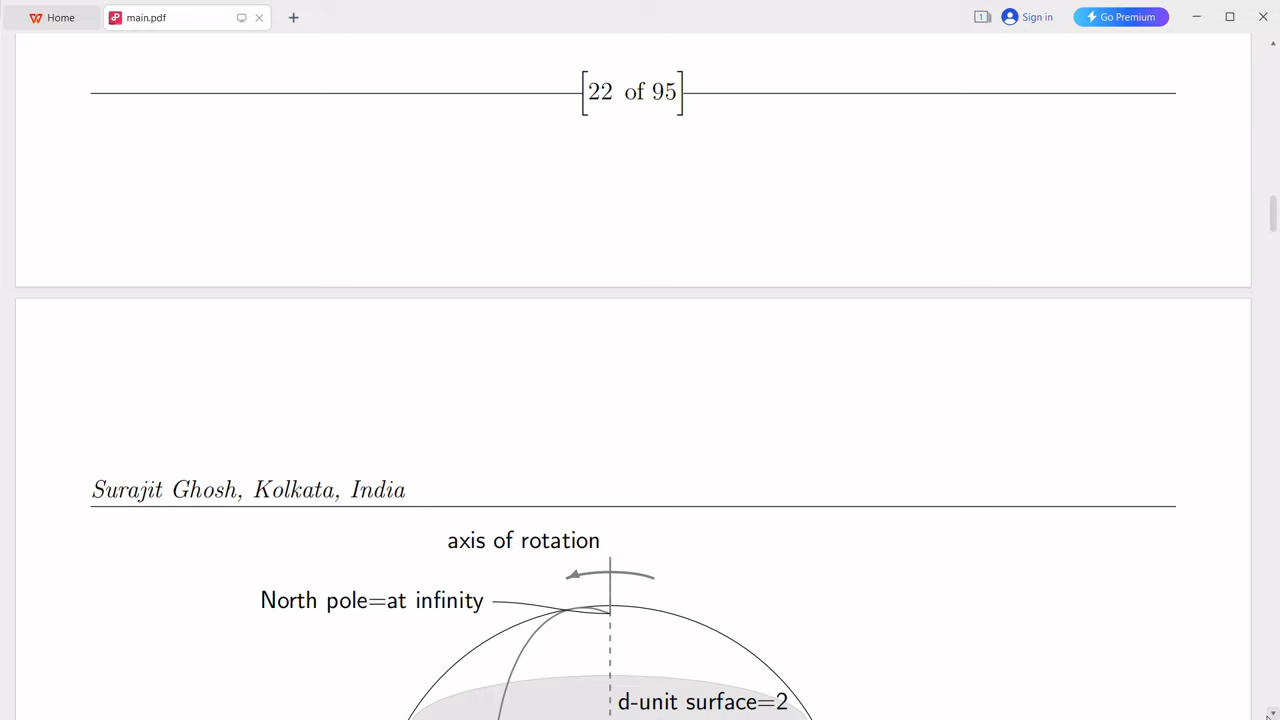 Home
main.pdf
1
Sign in
Go Premium
22 of 95
Surajit Ghosh, Kolkata, India
axis of rotation
North pole=at infinity
d-unit surface=2